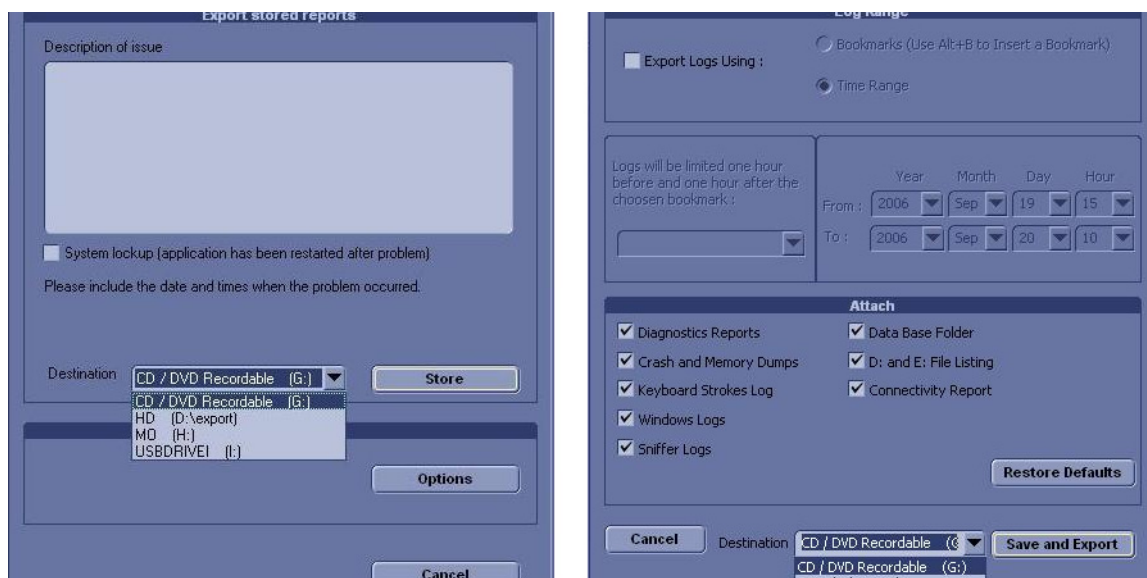 Export stored reports
Description of issue
System lockup (application has been restarted after problem)
Please include the date and times when the problem occurred.
Destination CD / DVD Recordable (G:) Store
CD / DVD Recordable (G:)
HD (D:\export)
MO (H:)
USBDRIVEI (I:)
Options
Cancel
Log Range
Export Logs Using :
Bookmarks (Use Alt+B to Insert a Bookmark)
Time Range
Logs will be limited one hour
before and one hour after the
choosen bookmark :
Year Month Day Hour
From : 2006 Sep 19 15
To : 2006 Sep 20 10
Attach
Diagnostics Reports Data Base Folder
Crash and Memory Dumps D: and E: File Listing
Keyboard Strokes Log Connectivity Report
Windows Logs
Sniffer Logs
Restore Defaults
Cancel Destination CD / DVD Recordable (G Save and Export
CD / DVD Recordable (G:)